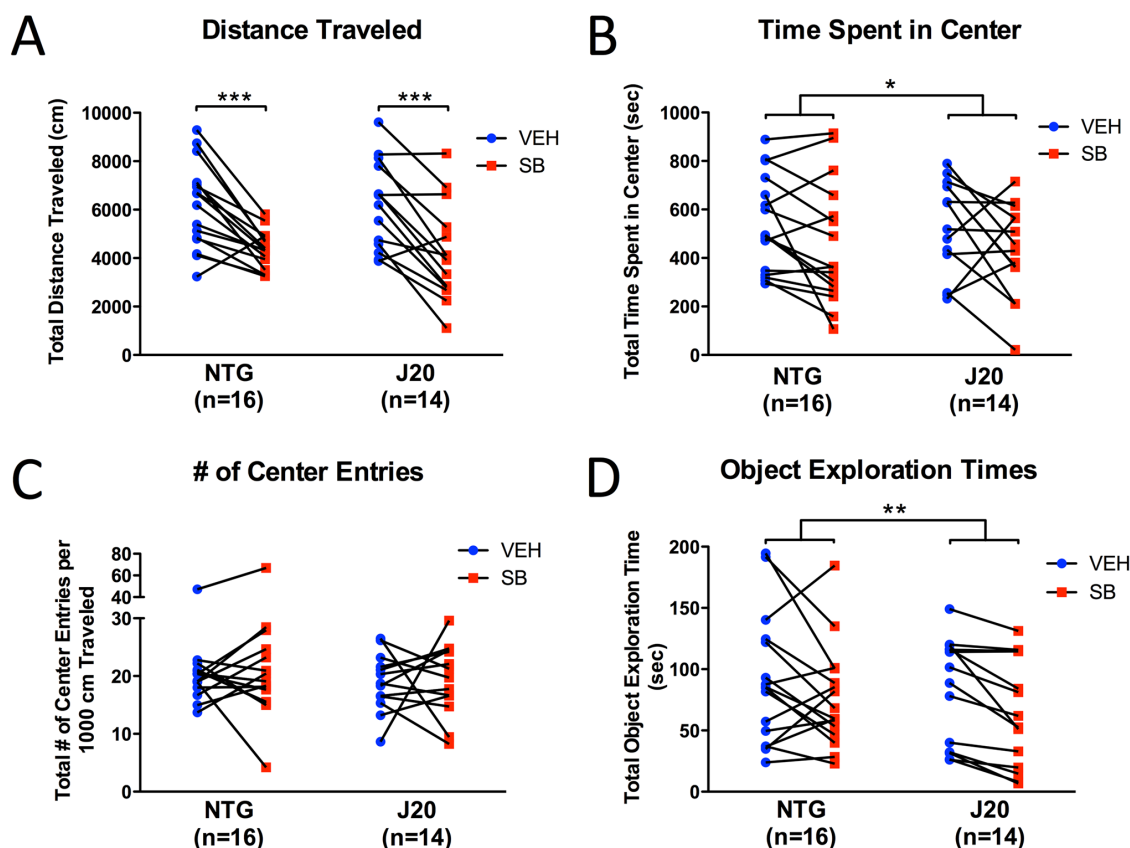 A
Distance Traveled
Total Distance Traveled (cm)
10000
8000
6000
4000
2000
0
***
***
VEH
SB
NTG
(n=16)
J20
(n=14)
B
Time Spent in Center
Total Time Spent in Center (sec)
1000
800
600
400
200
0
*
VEH
SB
NTG
(n=16)
J20
(n=14)
C
# of Center Entries
Total # of Center Entries per
1000 cm Traveled
80
60
40
30
20
10
0
VEH
SB
NTG
(n=16)
J20
(n=14)
D
Object Exploration Times
Total Object Exploration Time
(sec)
200
150
100
50
0
**
VEH
SB
NTG
(n=16)
J20
(n=14)